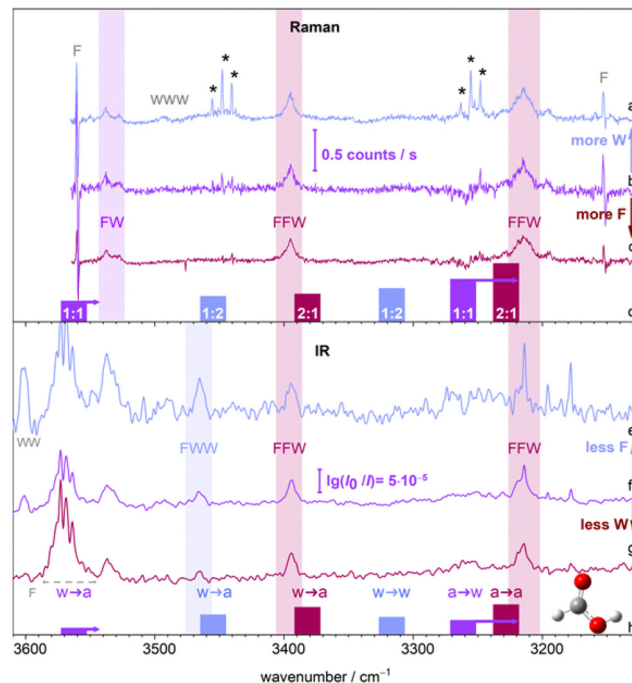 Raman
F
WWW
* * *
* * *
F
a
more W
0.5 counts / s
b
more F
FW
FFW
FFW
1:1
1:2
2:1
1:2
1:1
2:1
d
IR
e
WW
FWW
FFW
FFW
less F
lg(I0/I)= 5·10−5
f
less W
g
F
w→a
w→a
w→a
w→w
a→w
a→a
h
3600
3500
3400
3300
3200
wavenumber / cm−1